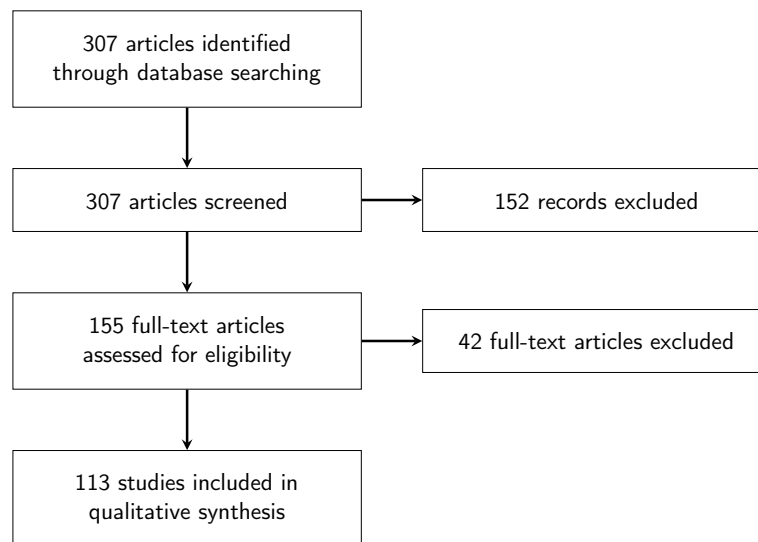 307 articles identified
through database searching
307 articles screened
152 records excluded
155 full-text articles
assessed for eligibility
42 full-text articles excluded
113 studies included in
qualitative synthesis